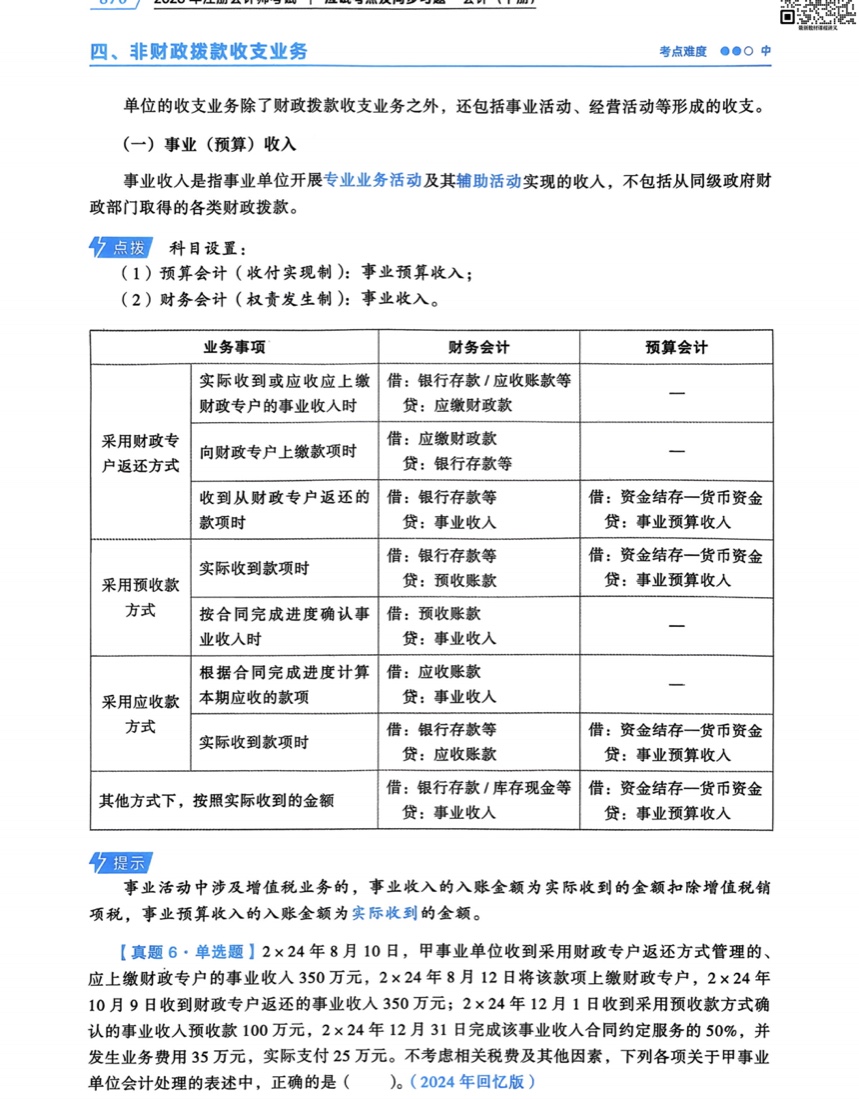 四、非财政拨款收支业务
考点难度 中
单位的收支业务除了财政拨款收支业务之外，还包括事业活动、经营活动等形成的收支。
（一）事业（预算）收入
事业收入是指事业单位开展专业业务活动及其辅助活动实现的收入，不包括从同级政府财
政部门取得的各类财政拨款。
点拨 科目设置：
（1）预算会计（收付实现制）：事业预算收入；
（2）财务会计（权责发生制）：事业收入。
业务事项 财务会计 预算会计
采用财政专
户返还方式
实际收到或应收应上缴
财政专户的事业收入时
借：银行存款/应收账款等
贷：应缴财政款
—
向财政专户上缴款项时
借：应缴财政款
贷：银行存款等
—
收到从财政专户返还的
款项时
借：银行存款等
贷：事业收入
借：资金结存—货币资金
贷：事业预算收入
采用预收款
方式
实际收到款项时
借：银行存款等
贷：预收账款
借：资金结存—货币资金
贷：事业预算收入
按合同完成进度确认事
业收入时
借：预收账款
贷：事业收入
—
采用应收款
方式
根据合同完成进度计算
本期应收的款项
借：应收账款
贷：事业收入
—
实际收到款项时
借：银行存款等
贷：应收账款
借：资金结存—货币资金
贷：事业预算收入
其他方式下，按照实际收到的金额
借：银行存款/库存现金等
贷：事业收入
借：资金结存—货币资金
贷：事业预算收入
提示
事业活动中涉及增值税业务的，事业收入的入账金额为实际收到的金额扣除增值税销
项税，事业预算收入的入账金额为实际收到的金额。
【真题6·单选题】2×24年8月10日，甲事业单位收到采用财政专户返还方式管理的、
应上缴财政专户的事业收入350万元，2×24年8月12日将该款项上缴财政专户，2×24年
10月9日收到财政专户返还的事业收入350万元；2×24年12月1日收到采用预收款方式确
认的事业收入预收款100万元，2×24年12月31日完成该事业收入合同约定服务的50%，并
发生业务费用35万元，实际支付25万元。不考虑相关税费及其他因素，下列各项关于甲事业
单位会计处理的表述中，正确的是（ ）。（2024年回忆版）